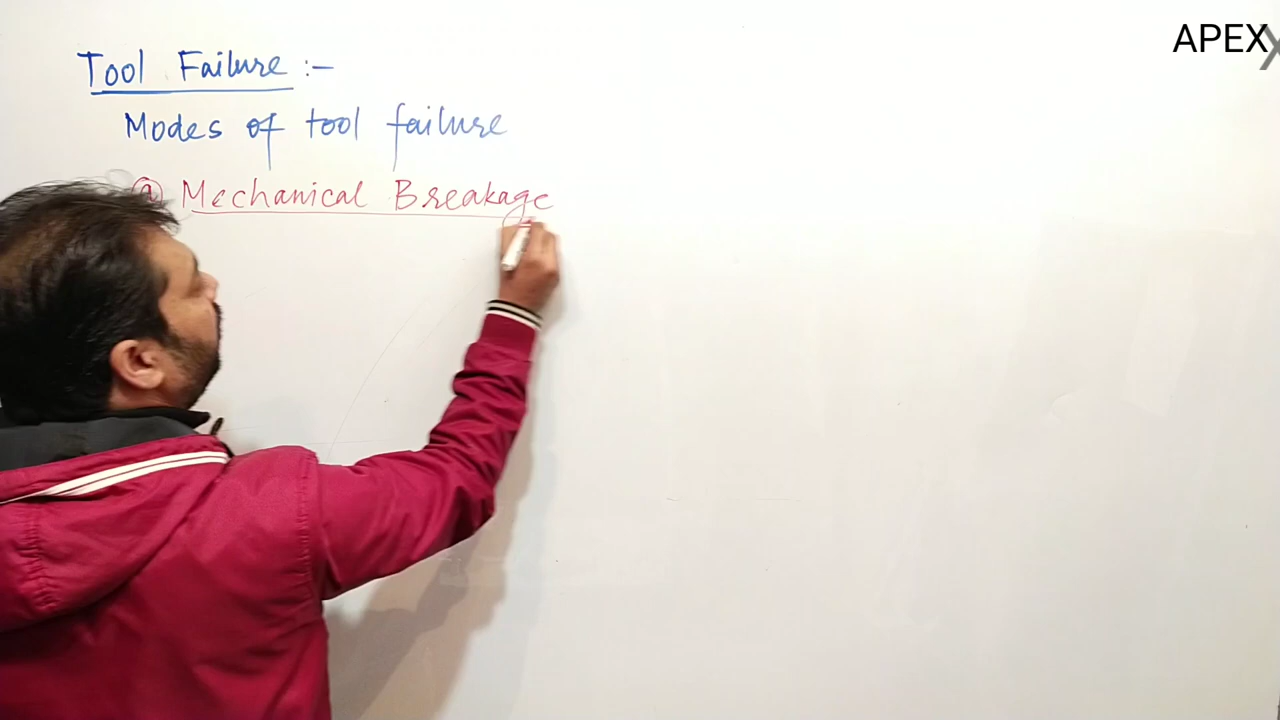 APEX
Tool Failure :-
Modes of tool failure
ⓐ Mechanical Breakage